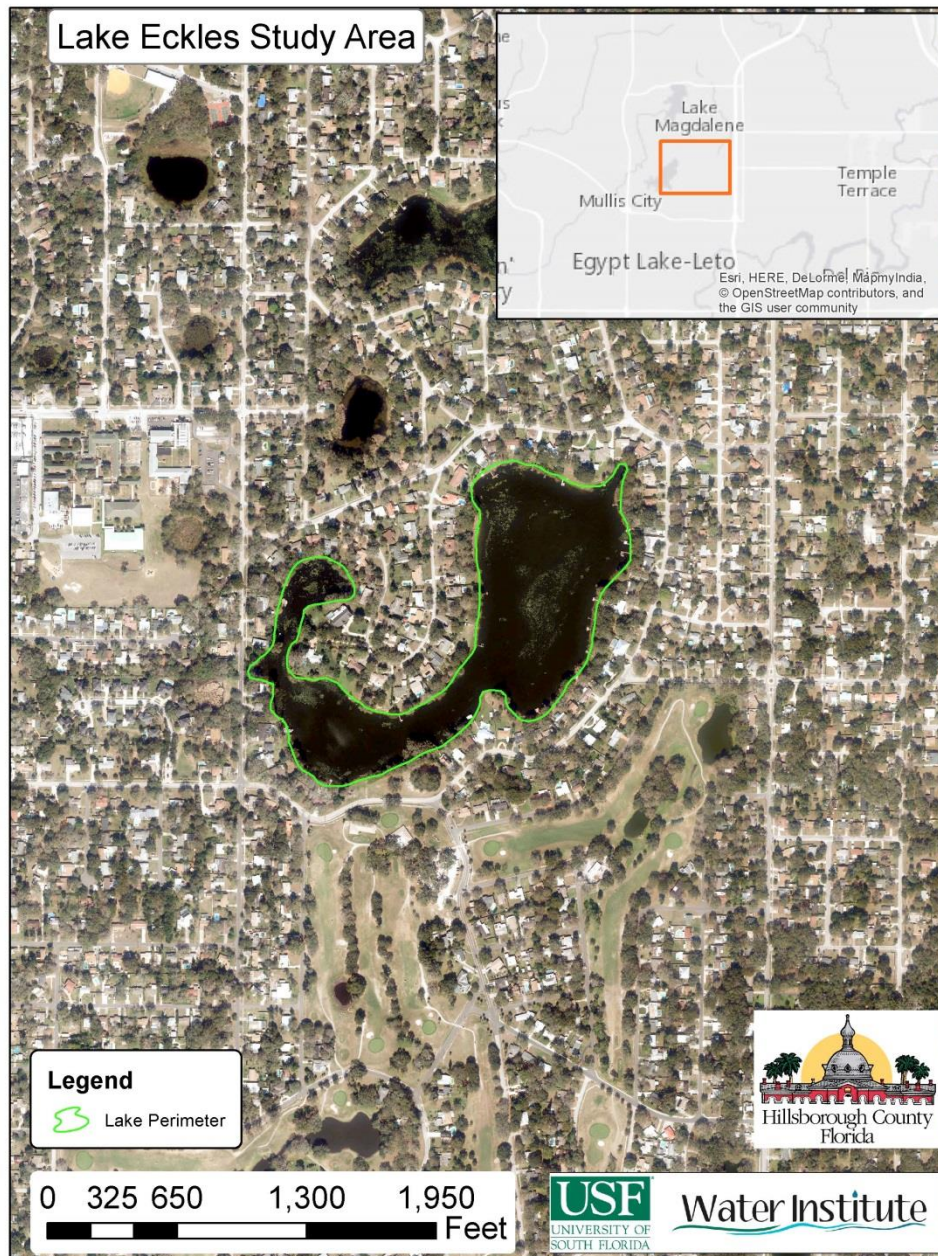 Lake Eckles Study Area
Lake
Magdalene
Temple
Terrace
Mullis City
Egypt Lake-Leto
Esri, HERE, DeLorme, MapmyIndia,
© OpenStreetMap contributors, and
the GIS user community
Legend
Lake Perimeter
Hillsborough County
Florida
0 325 650 1,300 1,950
Feet
USF
UNIVERSITY OF
SOUTH FLORIDA
Water Institute